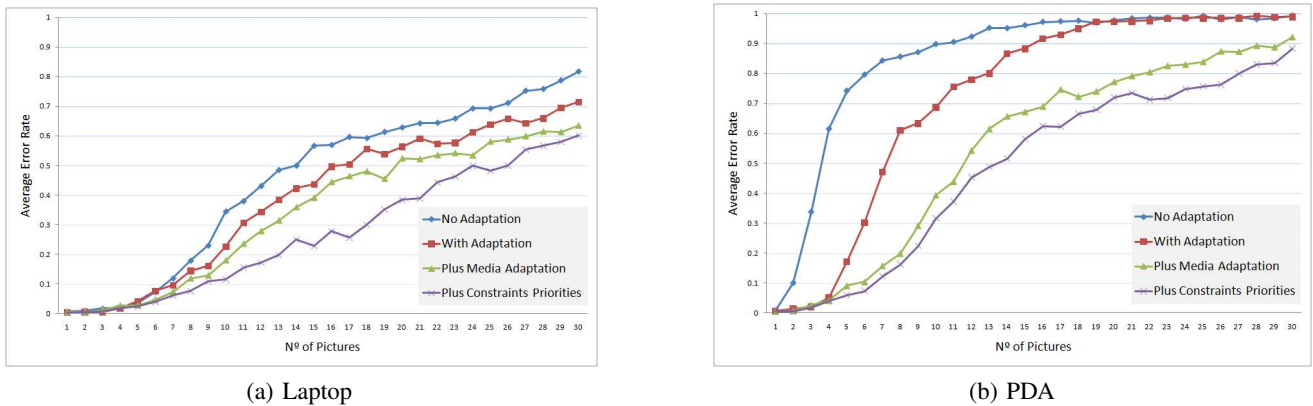 1
0.9
0.8
0.7
0.6
0.5
0.4
0.3
0.2
0.1
0
Average Error Rate
1 2 3 4 5 6 7 8 9 10 11 12 13 14 15 16 17 18 19 20 21 22 23 24 25 26 27 28 29 30
Nº of Pictures
No Adaptation
With Adaptation
Plus Media Adaptation
Plus Constraints Priorities
(a) Laptop
1
0.9
0.8
0.7
0.6
0.5
0.4
0.3
0.2
0.1
0
Average Error Rate
1 2 3 4 5 6 7 8 9 10 11 12 13 14 15 16 17 18 19 20 21 22 23 24 25 26 27 28 29 30
Nº of Pictures
No Adaptation
With Adaptation
Plus Media Adaptation
Plus Constraints Priorities
(b) PDA